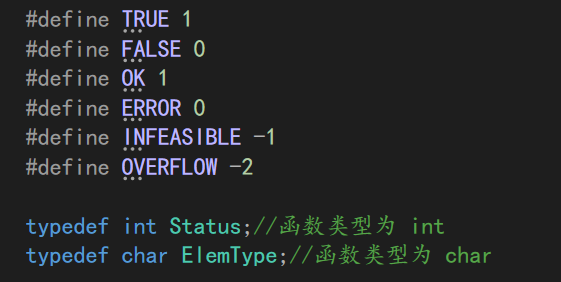 #define TRUE 1
#define FALSE 0
#define OK 1
#define ERROR 0
#define INFEASIBLE -1
#define OVERFLOW -2
typedef int Status;//函数类型为 int
typedef char ElemType;//函数类型为 char